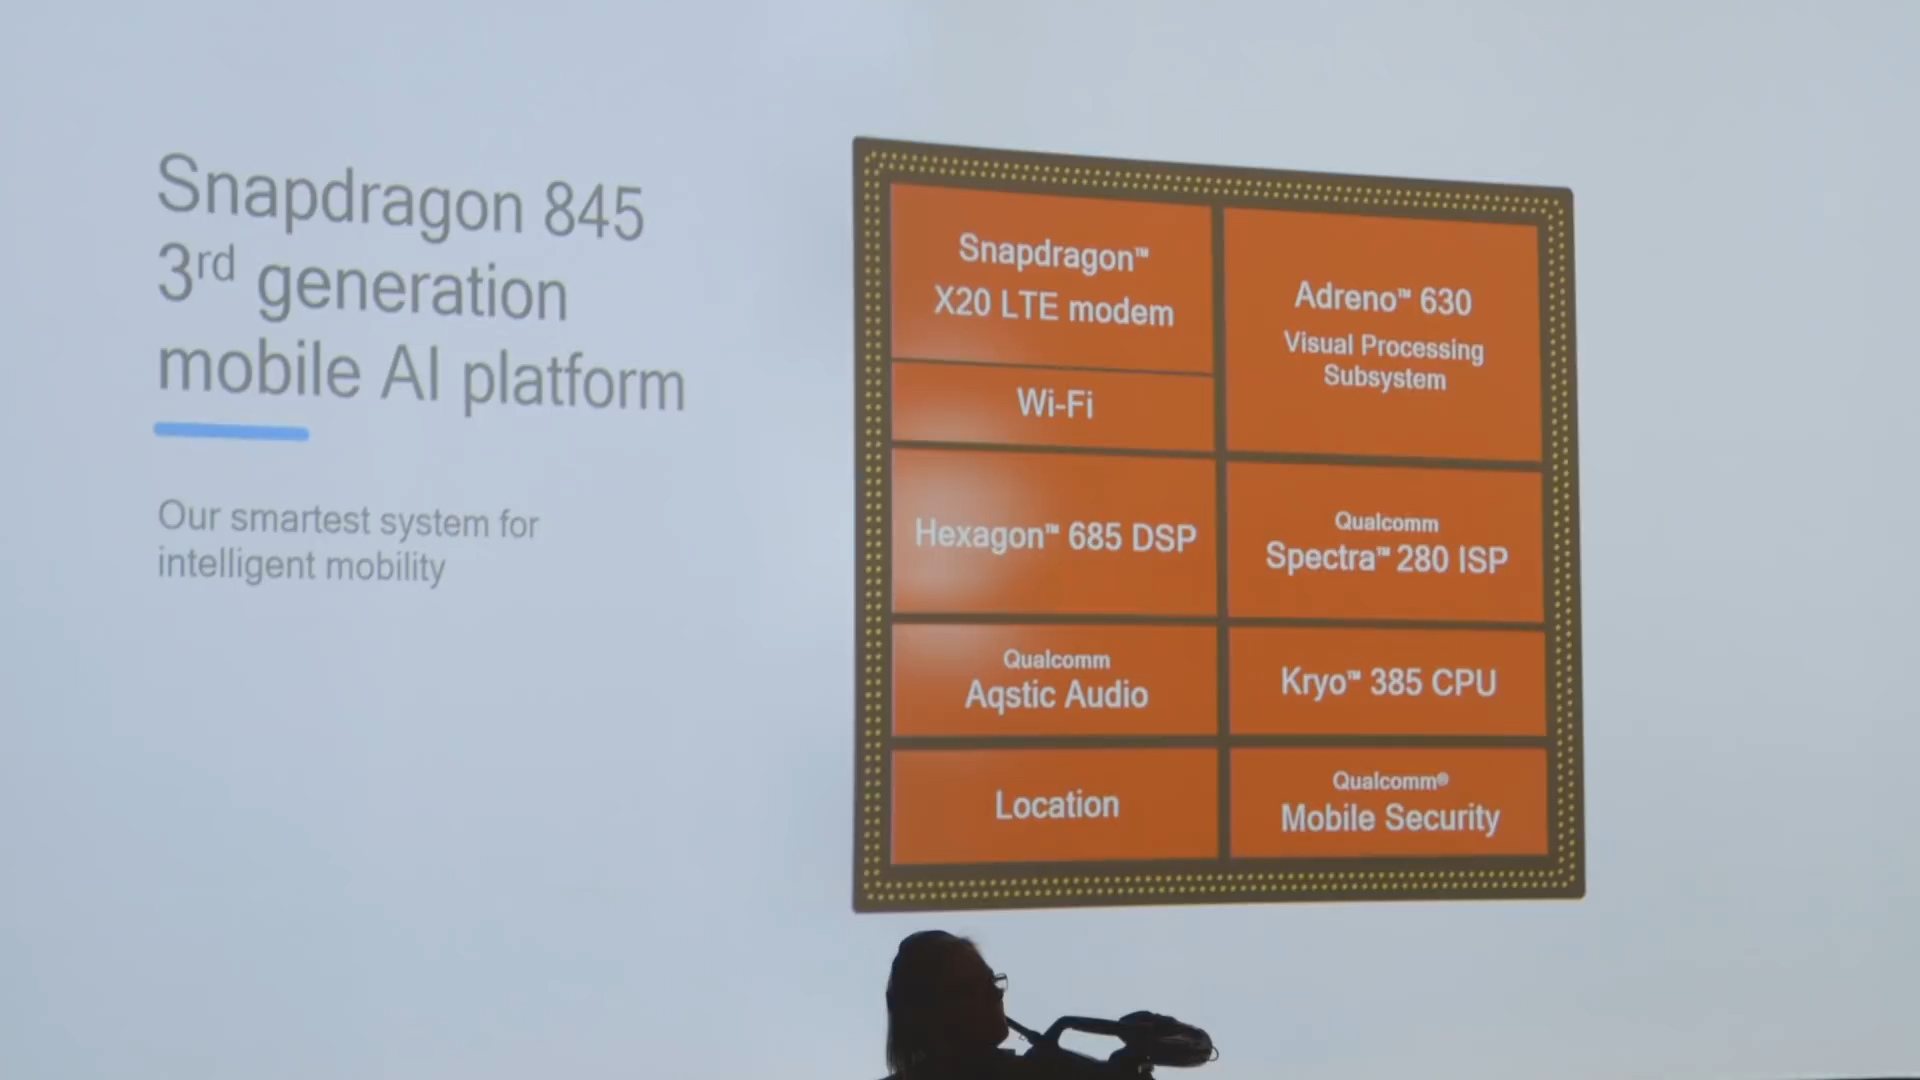 Snapdragon 845
3rd generation
mobile AI platform
Our smartest system for
intelligent mobility
Snapdragon™
X20 LTE modem
Wi-Fi
Hexagon™ 685 DSP
Qualcomm
Aqstic Audio
Location
Adreno™ 630
Visual Processing
Subsystem
Qualcomm
Spectra™ 280 ISP
Kryo™ 385 CPU
Qualcomm®
Mobile Security